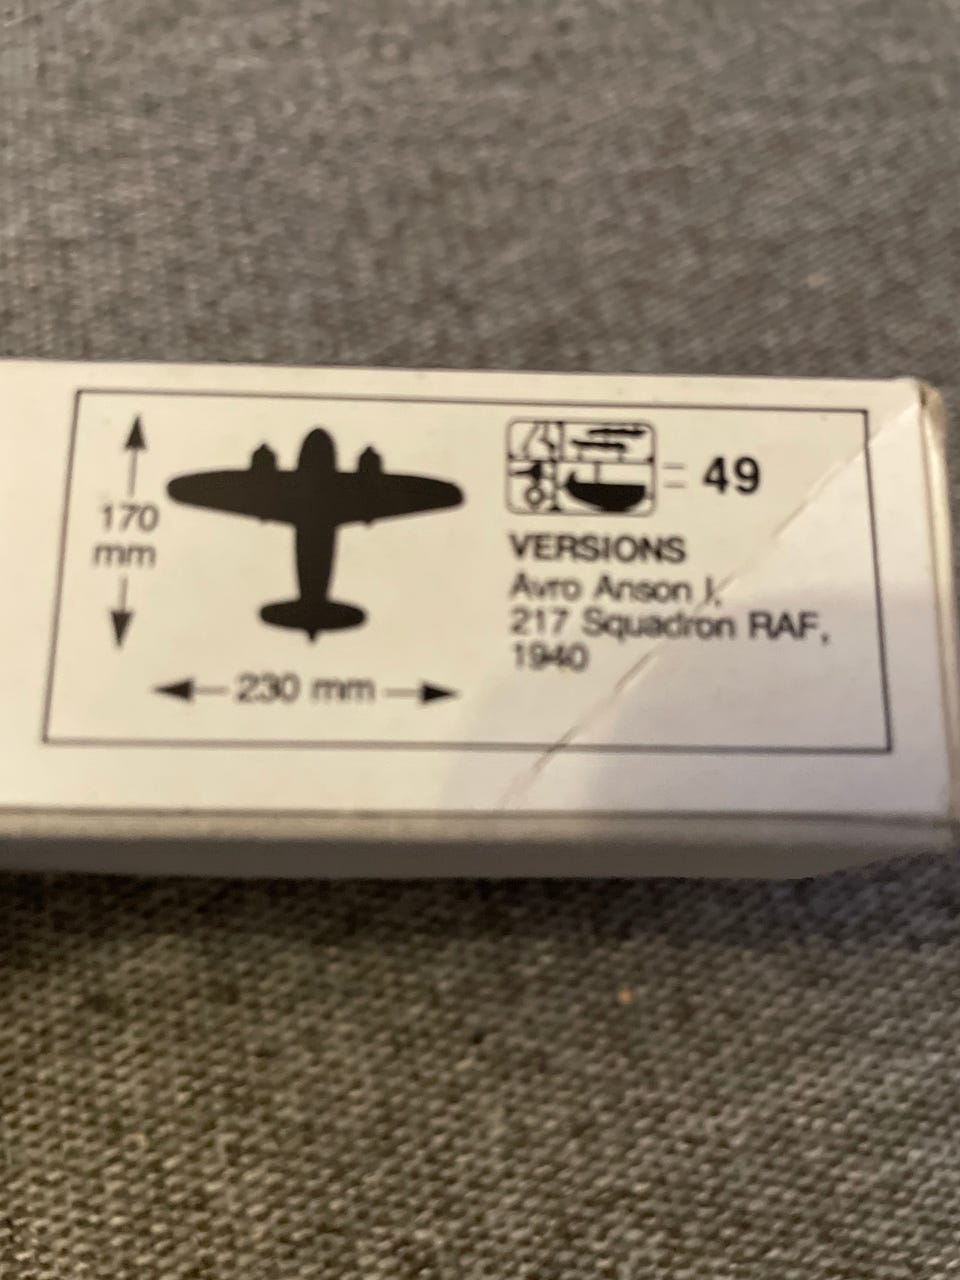 170
mm
230 mm
= 49
VERSIONS
Avro Anson I,
217 Squadron RAF,
1940